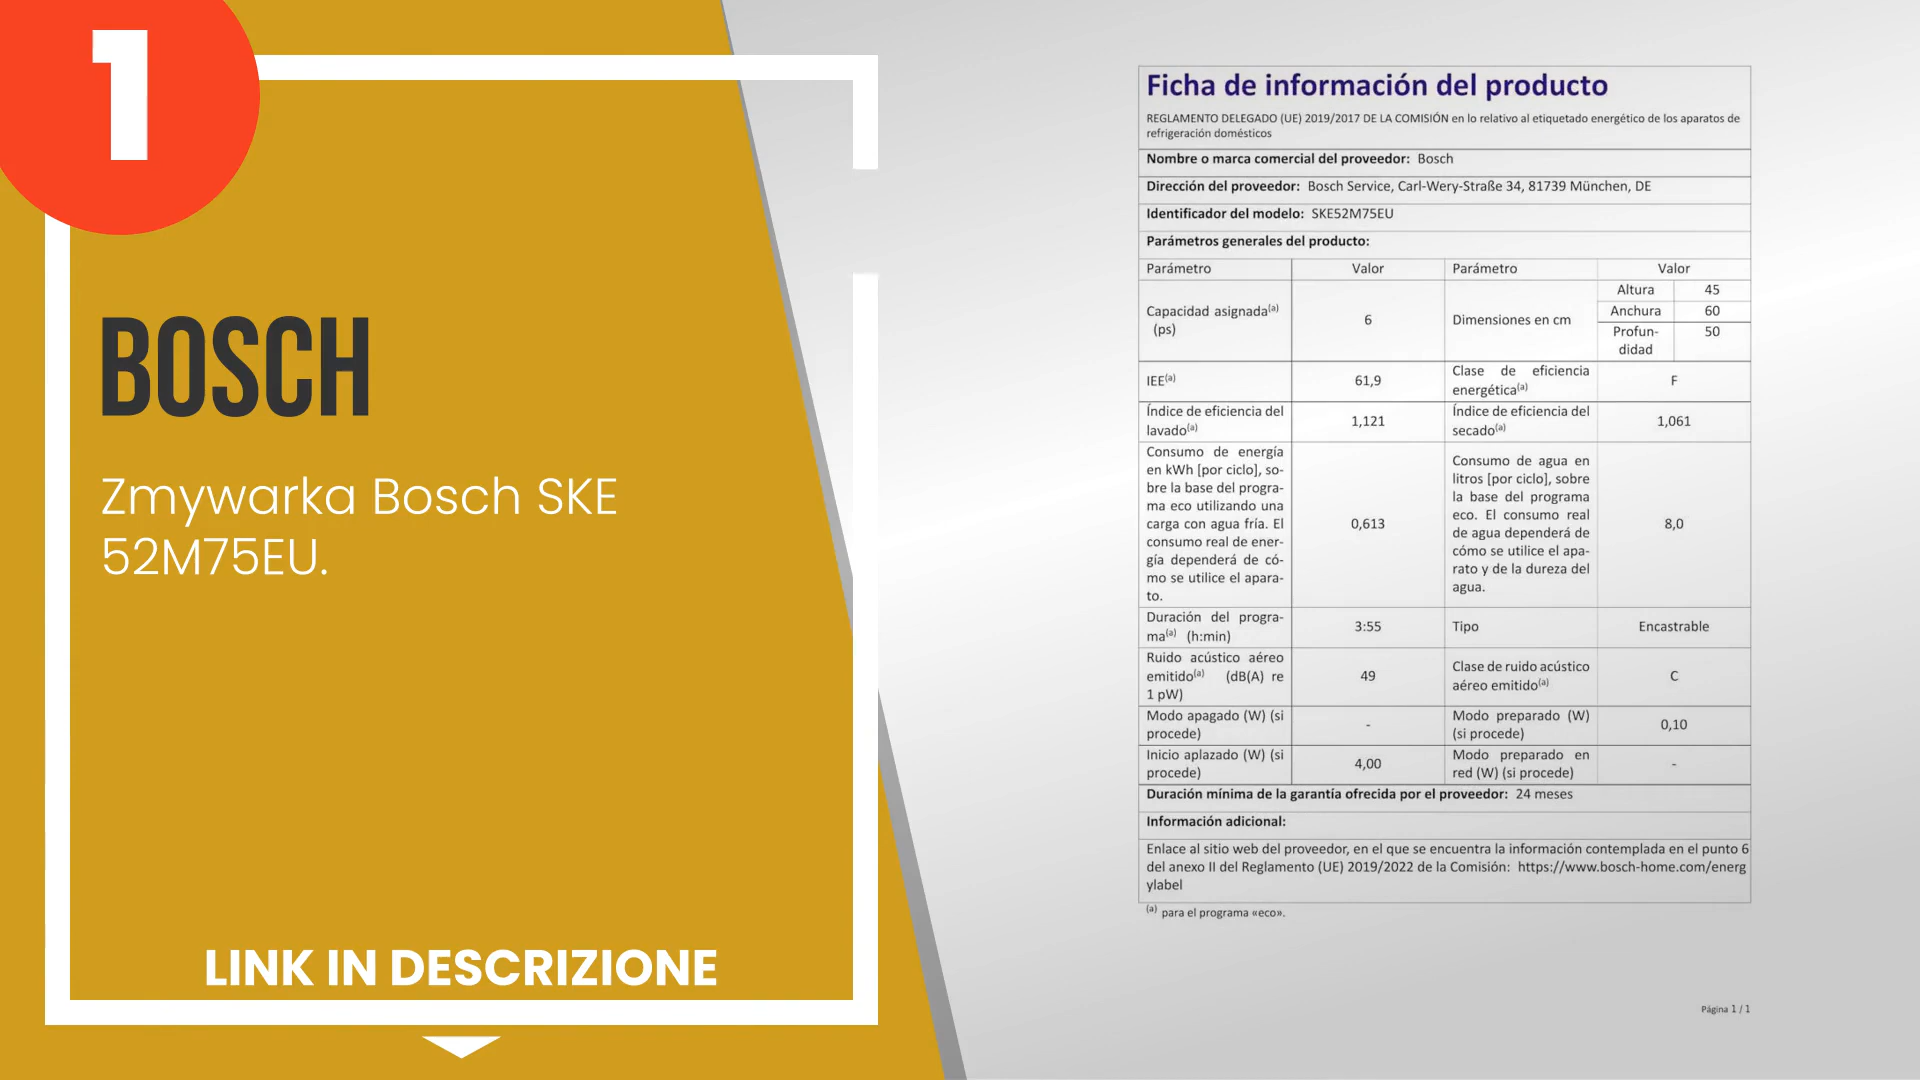 1
BOSCH
Zmywarka Bosch SKE
52M75EU.
LINK IN DESCRIZIONE
Ficha de información del producto
REGLAMENTO DELEGADO (UE) 2019/2017 DE LA COMISIÓN en lo relativo al etiquetado energético de los aparatos de
refrigeración domésticos
Nombre o marca comercial del proveedor: Bosch
Dirección del proveedor: Bosch Service, Carl-Wery-Straße 34, 81739 München, DE
Identificador del modelo: SKE52M75EU
Parámetros generales del producto:
Parámetro Valor Parámetro Valor
Capacidad asignada(a)
(ps)
6
Dimensiones en cm
Altura 45
Anchura 60
Profun-
didad
50
IEE(a)
61,9
Clase de eficiencia
energética(a)
F
Índice de eficiencia del
lavado(a)
1,121
Índice de eficiencia del
secado(a)
1,061
Consumo de energía
en kWh [por ciclo], so-
bre la base del progra-
ma eco utilizando una
carga con agua fría. El
consumo real de ener-
gía dependerá de có-
mo se utilice el apara-
to.
0,613
Consumo de agua en
litros [por ciclo], sobre
la base del programa
eco. El consumo real
de agua dependerá de
cómo se utilice el apa-
rato y de la dureza del
agua.
8,0
Duración del progra-
ma(a) (h:min)
3:55
Tipo
Encastrable
Ruido acústico aéreo
emitido(a) (dB(A) re
1 pW)
49
Clase de ruido acústico
aéreo emitido(a)
C
Modo apagado (W) (si
procede)
-
Modo preparado (W)
(si procede)
0,10
Inicio aplazado (W) (si
procede)
4,00
Modo preparado en
red (W) (si procede)
-
Duración mínima de la garantía ofrecida por el proveedor: 24 meses
Información adicional:
Enlace al sitio web del proveedor, en el que se encuentra la información contemplada en el punto 6
del anexo II del Reglamento (UE) 2019/2022 de la Comisión: https://www.bosch-home.com/energ
ylabel
(a) para el programa «eco».
Página 1 / 1